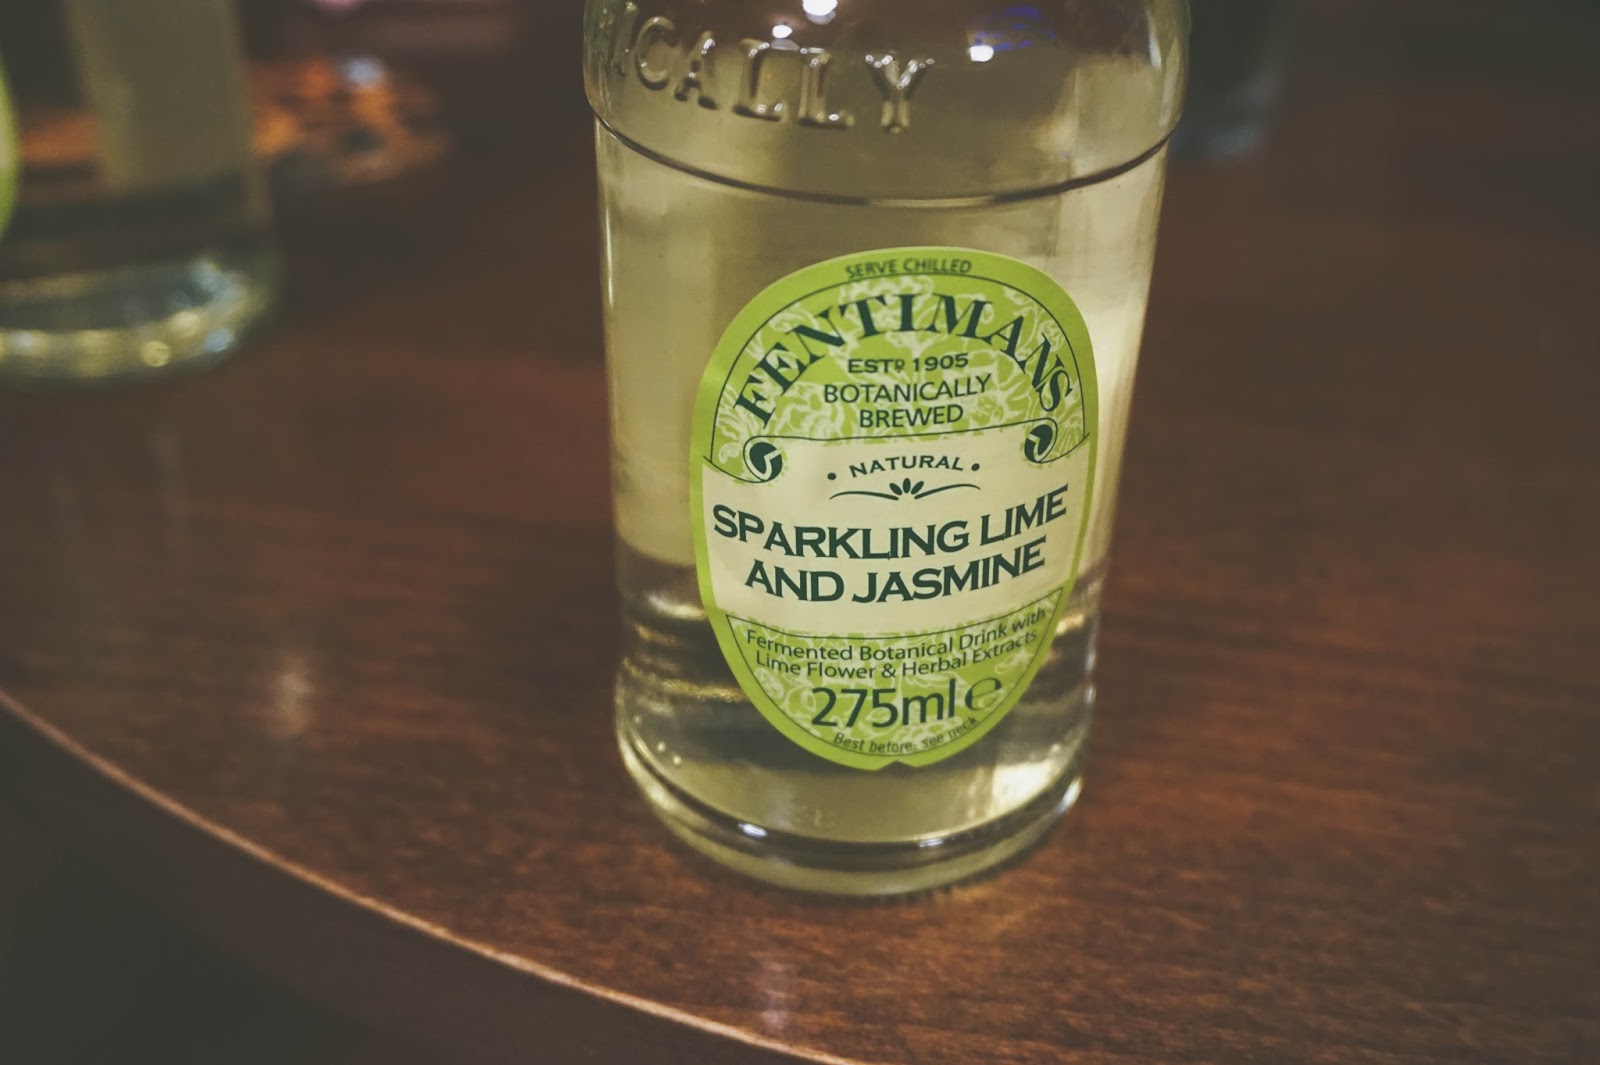 ICALLY
SERVE CHILLED
FENTIMANS
ESTD 1905
BOTANICALLY
BREWED
• NATURAL •
SPARKLING LIME
AND JASMINE
Fermented Botanical Drink with
Lime Flower & Herbal Extracts
275ml ℮
Best before, see neck